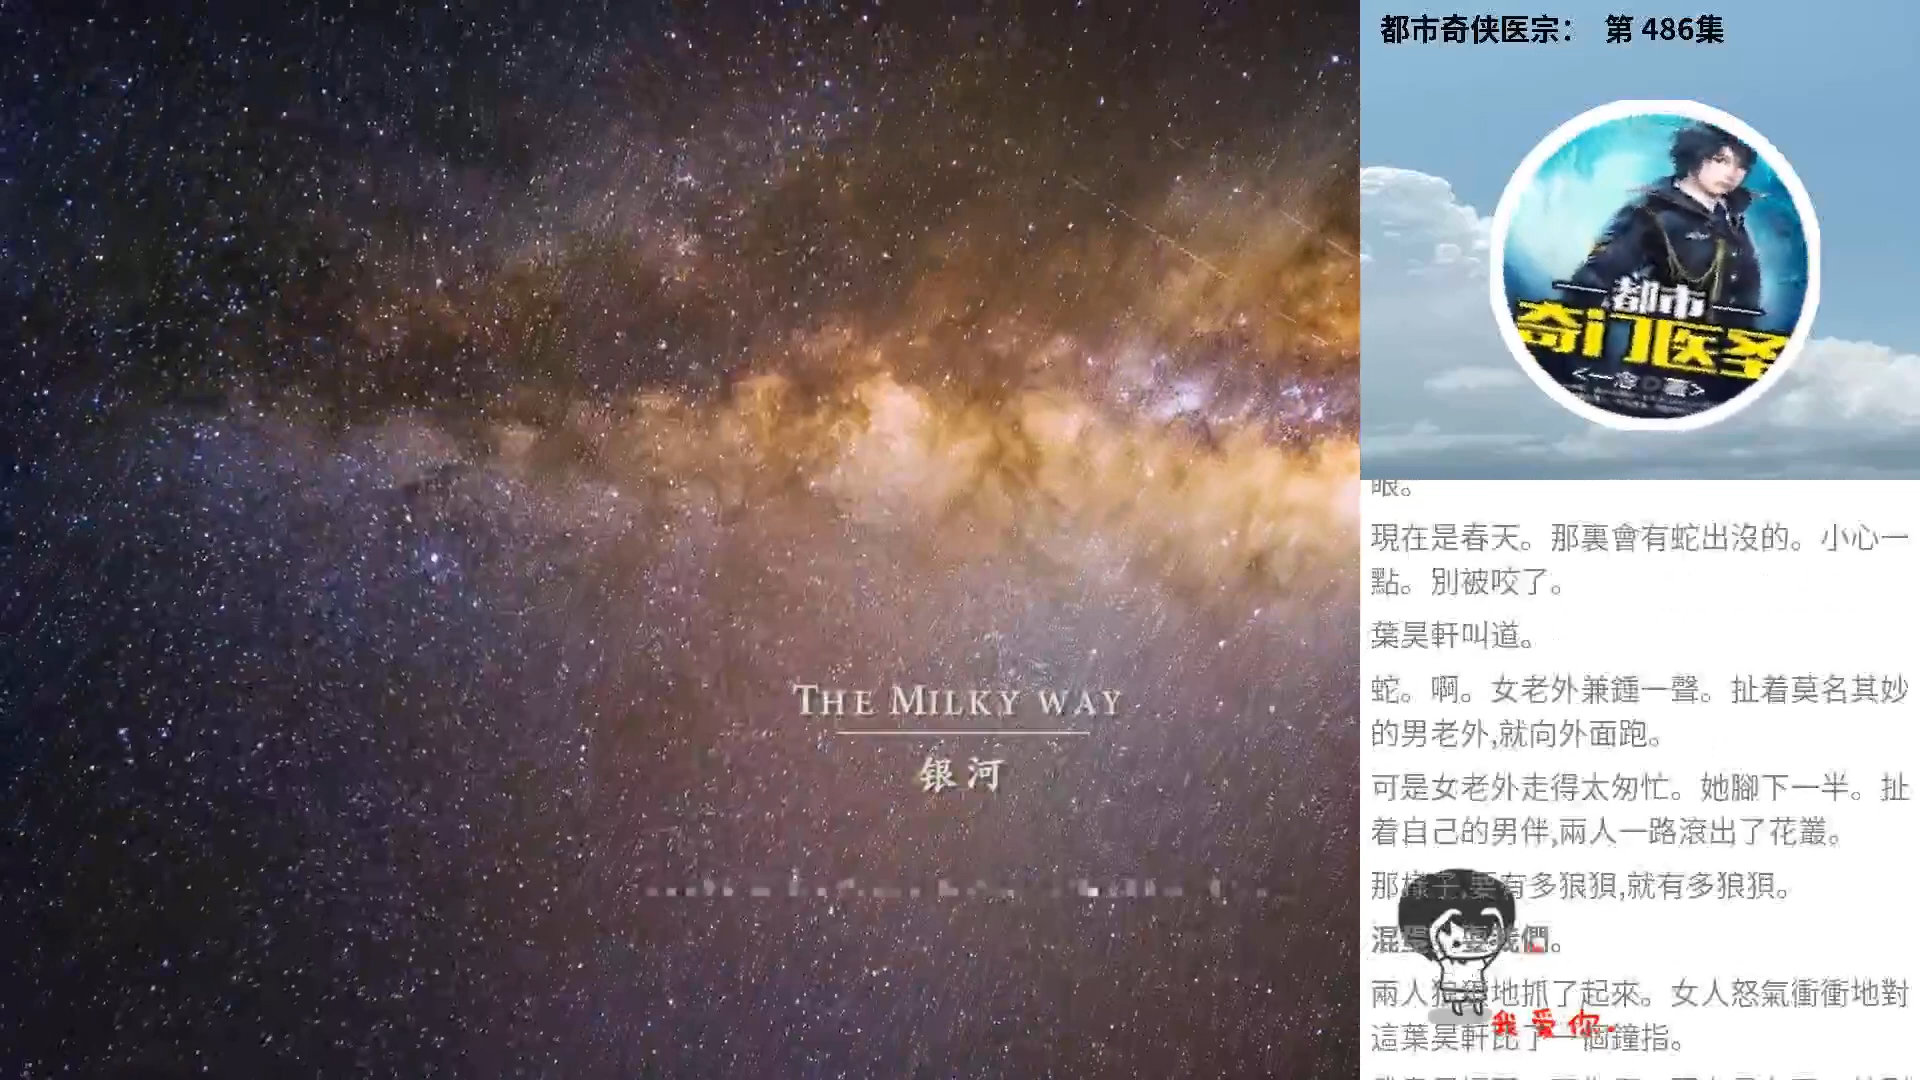 THE MILKY WAY
银河
都市奇侠医宗： 第 486集
都市
奇门医圣
眼。
現在是春天。那裏會有蛇出沒的。小心一
點。別被咬了。
葉昊軒叫道。
蛇。啊。女老外兼鍾一聲。扯着莫名其妙
的男老外,就向外面跑。
可是女老外走得太匆忙。她腳下一半。扯
着自己的男伴,兩人一路滾出了花叢。
那樣子,要有多狼狽,就有多狼狽。
混 我們。
兩人狼狽地抓了起來。女人怒氣衝衝地對
這葉昊軒比了一個鐘指。
我爱你.